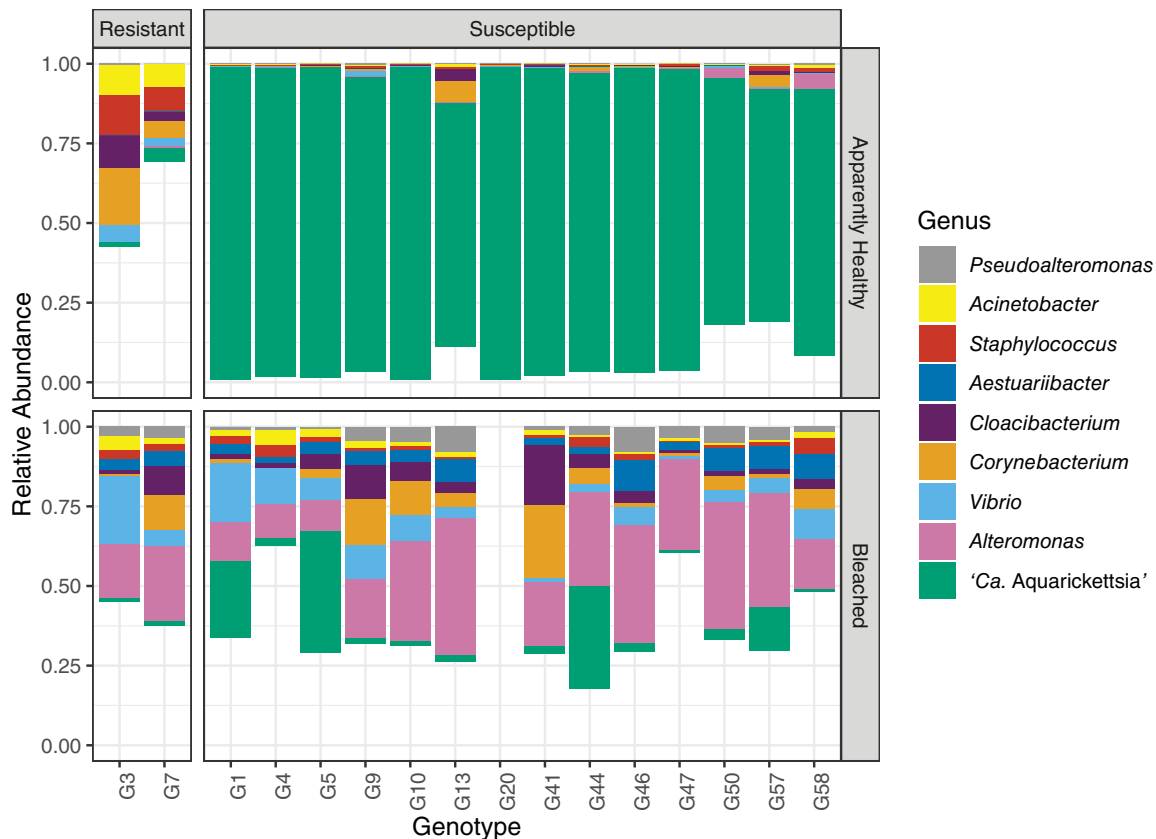 Resistant
Susceptible
1.00
0.75
0.50
0.25
0.00
Apparently Healthy
1.00
0.75
0.50
0.25
0.00
Bleached
Relative Abundance
G3
G7
G1
G4
G5
G9
G10
G13
G20
G41
G44
G46
G47
G50
G57
G58
Genotype
Genus
Pseudoalteromonas
Acinetobacter
Staphylococcus
Aestuariibacter
Cloacibacterium
Corynebacterium
Vibrio
Alteromonas
‘Ca. Aquarickettsia’